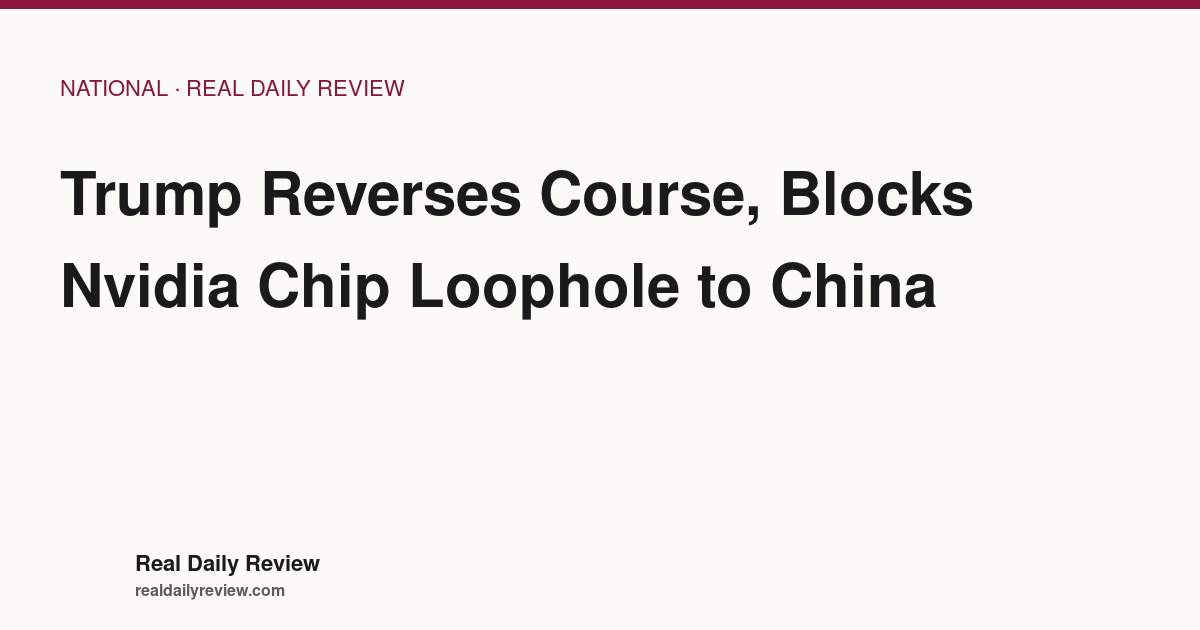 NATIONAL · REAL DAILY REVIEW
Trump Reverses Course, Blocks
Nvidia Chip Loophole to China
Real Daily Review
realdailyreview.com